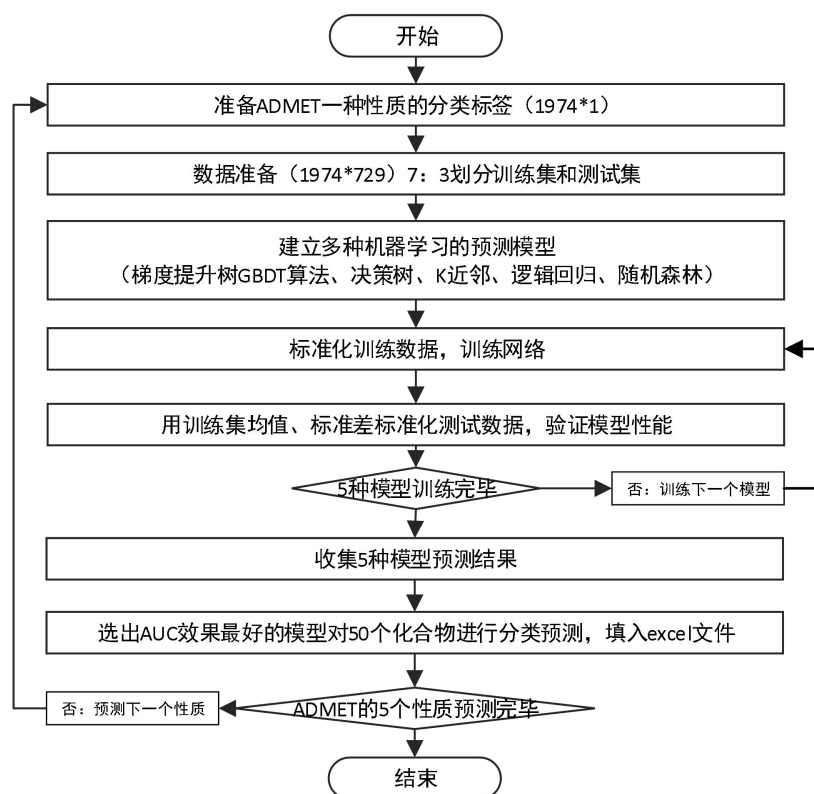 开始
准备ADMET一种性质的分类标签（1974*1）
数据准备（1974*729）7：3划分训练集和测试集
建立多种机器学习的预测模型
（梯度提升树GBDT算法、决策树、K近邻、逻辑回归、随机森林）
标准化训练数据，训练网络
用训练集均值、标准差标准化测试数据，验证模型性能
5种模型训练完毕
否：训练下一个模型
收集5种模型预测结果
选出AUC效果最好的模型对50个化合物进行分类预测，填入excel文件
否：预测下一个性质
ADMET的5个性质预测完毕
结束